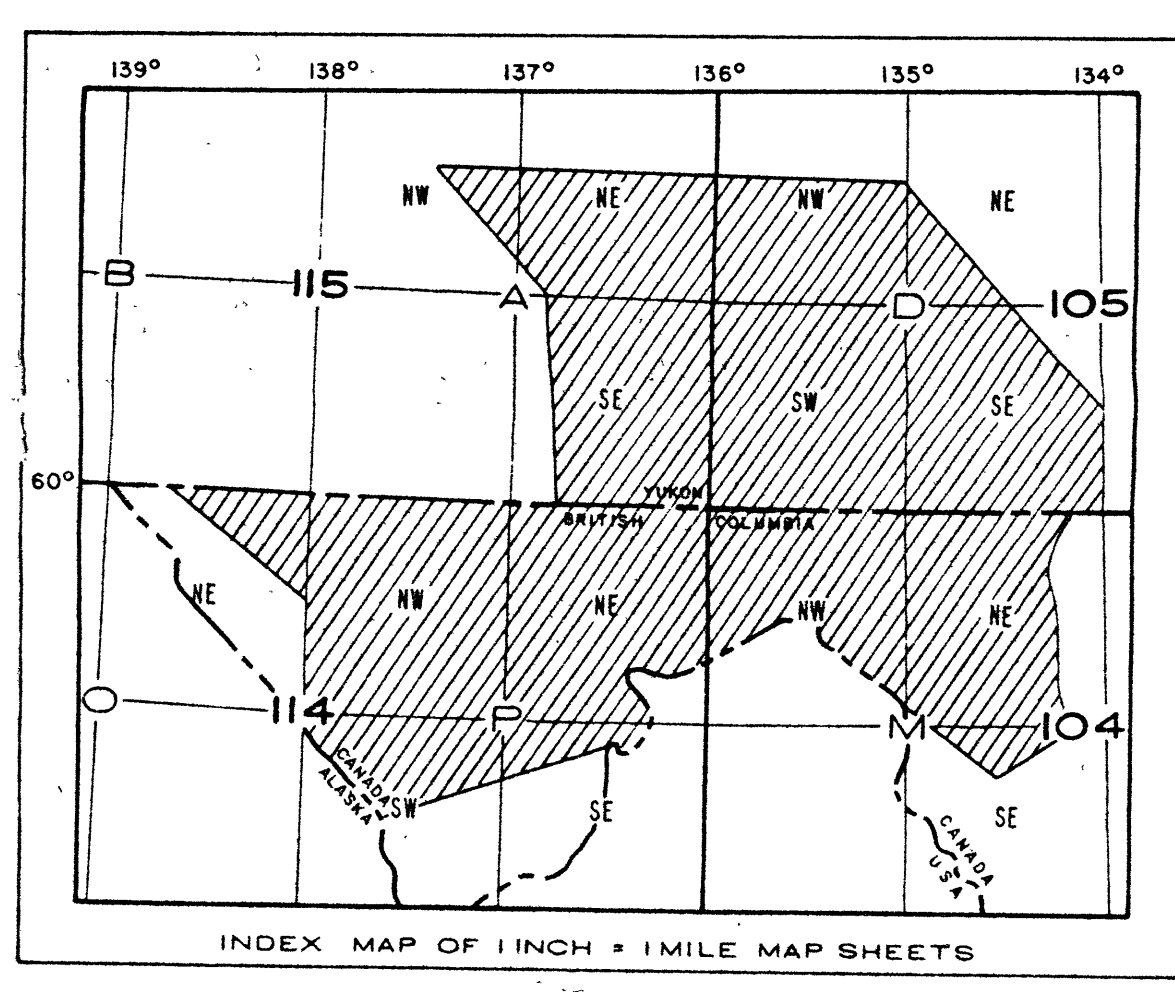 139° 138° 137° 136° 135° 134°
NW NE NW NE
B 115 A D 105
SE SW SE
60°
YUKON
BRITISH COLUMBIA
NE NW NE NW NE
O 114 P M 104
CANADA
ALASKA
SW SE SE
CANADA
USA
INDEX MAP OF 1 INCH = 1 MILE MAP SHEETS